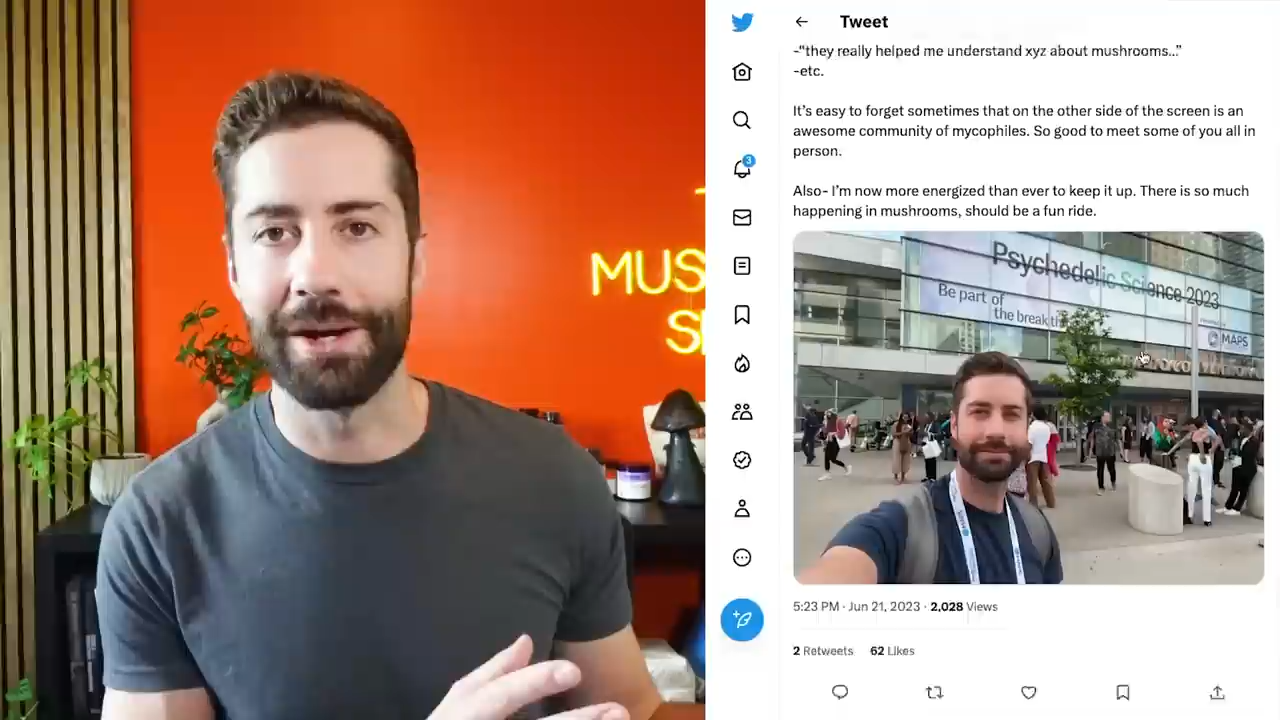 MUS
Tweet
-“they really helped me understand xyz about mushrooms...”
-etc.
It’s easy to forget sometimes that on the other side of the screen is an
awesome community of mycophiles. So good to meet some of you all in
person.
Also- I’m now more energized than ever to keep it up. There is so much
happening in mushrooms, should be a fun ride.
3
Psychedelic Science 2023
Be part of
the break
MAPS
5:23 PM · Jun 21, 2023 · 2,028 Views
2 Retweets 62 Likes